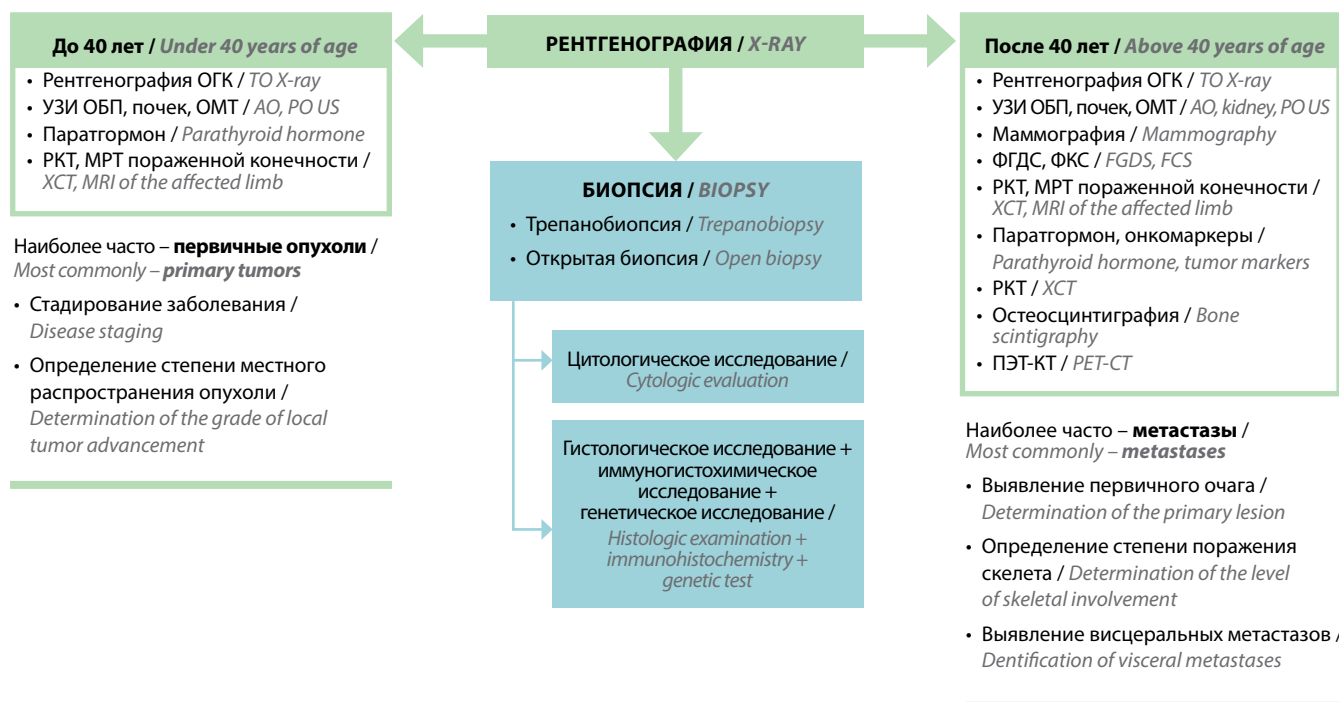 До 40 лет / Under 40 years of age
• Рентгенография ОГК / TO X-ray
• УЗИ ОБП, почек, ОМТ / AO, PO US
• Паратгормон / Parathyroid hormone
• РКТ, МРТ пораженной конечности /
XCT, MRI of the affected limb
Наиболее часто – первичные опухоли /
Most commonly – primary tumors
• Стадирование заболевания /
Disease staging
• Определение степени местного
распространения опухоли /
Determination of the grade of local
tumor advancement
РЕНТГЕНОГРАФИЯ / X-RAY
БИОПСИЯ / BIOPSY
• Трепанобиопсия / Trepanobiopsy
• Открытая биопсия / Open biopsy
Цитологическое исследование /
Cytologic evaluation
Гистологическое исследование +
иммуногистохимическое
исследование +
генетическое исследование /
Histologic examination +
immunohistochemistry +
genetic test
После 40 лет / Above 40 years of age
• Рентгенография ОГК / TO X-ray
• УЗИ ОБП, почек, ОМТ / AO, kidney, PO US
• Маммография / Mammography
• ФГДС, ФКС / FGDS, FCS
• РКТ, МРТ пораженной конечности /
XCT, MRI of the affected limb
• Паратгормон, онкомаркеры /
Parathyroid hormone, tumor markers
• РКТ / XCT
• Остеосцинтиграфия / Bone
scintigraphy
• ПЭТ-КТ / PET-CT
Наиболее часто – метастазы /
Most commonly – metastases
• Выявление первичного очага /
Determination of the primary lesion
• Определение степени поражения
скелета / Determination of the level
of skeletal involvement
• Выявление висцеральных метастазов /
Dentification of visceral metastases